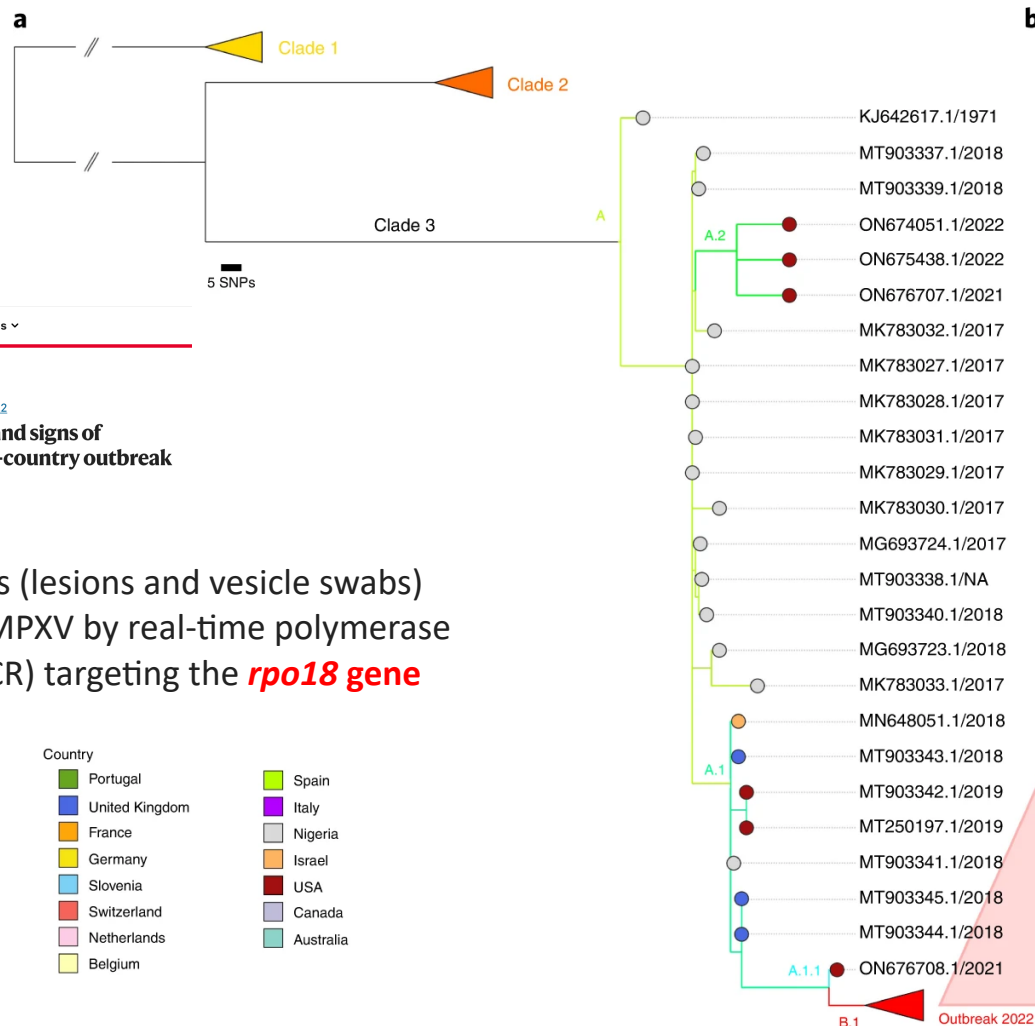 a
b
Clade 1
Clade 2
Clade 3
5 SNPs
A
A.2
A.1
A.1.1
B.1
Outbreak 2022
KJ642617.1/1971
MT903337.1/2018
MT903339.1/2018
ON674051.1/2022
ON675438.1/2022
ON676707.1/2021
MK783032.1/2017
MK783027.1/2017
MK783028.1/2017
MK783031.1/2017
MK783029.1/2017
MK783030.1/2017
MG693724.1/2017
MT903338.1/NA
MT903340.1/2018
MG693723.1/2018
MK783033.1/2017
MN648051.1/2018
MT903343.1/2018
MT903342.1/2019
MT250197.1/2019
MT903341.1/2018
MT903345.1/2018
MT903344.1/2018
ON676708.1/2021
s
2
and signs of
-country outbreak
s (lesions and vesicle swabs)
MPXV by real-time polymerase
CR) targeting the rpo18 gene
Country
Portugal
United Kingdom
France
Germany
Slovenia
Switzerland
Netherlands
Belgium
Spain
Italy
Nigeria
Israel
USA
Canada
Australia